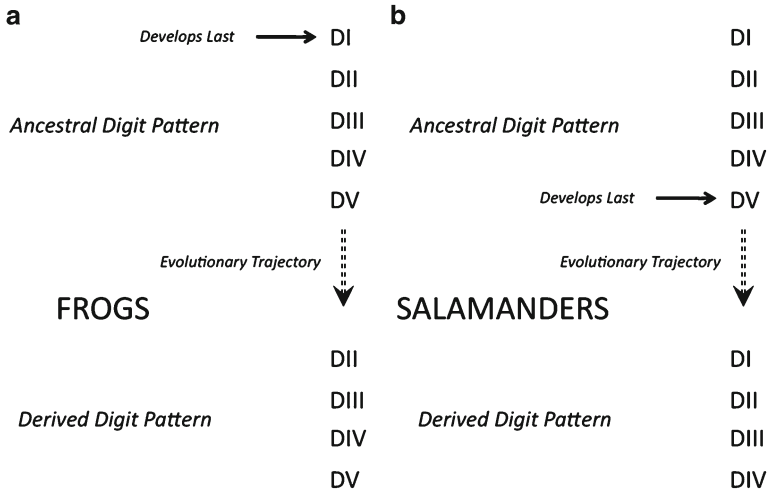 a
Develops Last
DI
DII
Ancestral Digit Pattern
DIII
DIV
DV
Evolutionary Trajectory
FROGS
DII
DIII
Derived Digit Pattern
DIV
DV
b
DI
DII
Ancestral Digit Pattern
DIII
DIV
Develops Last
DV
Evolutionary Trajectory
SALAMANDERS
DI
DII
Derived Digit Pattern
DIII
DIV